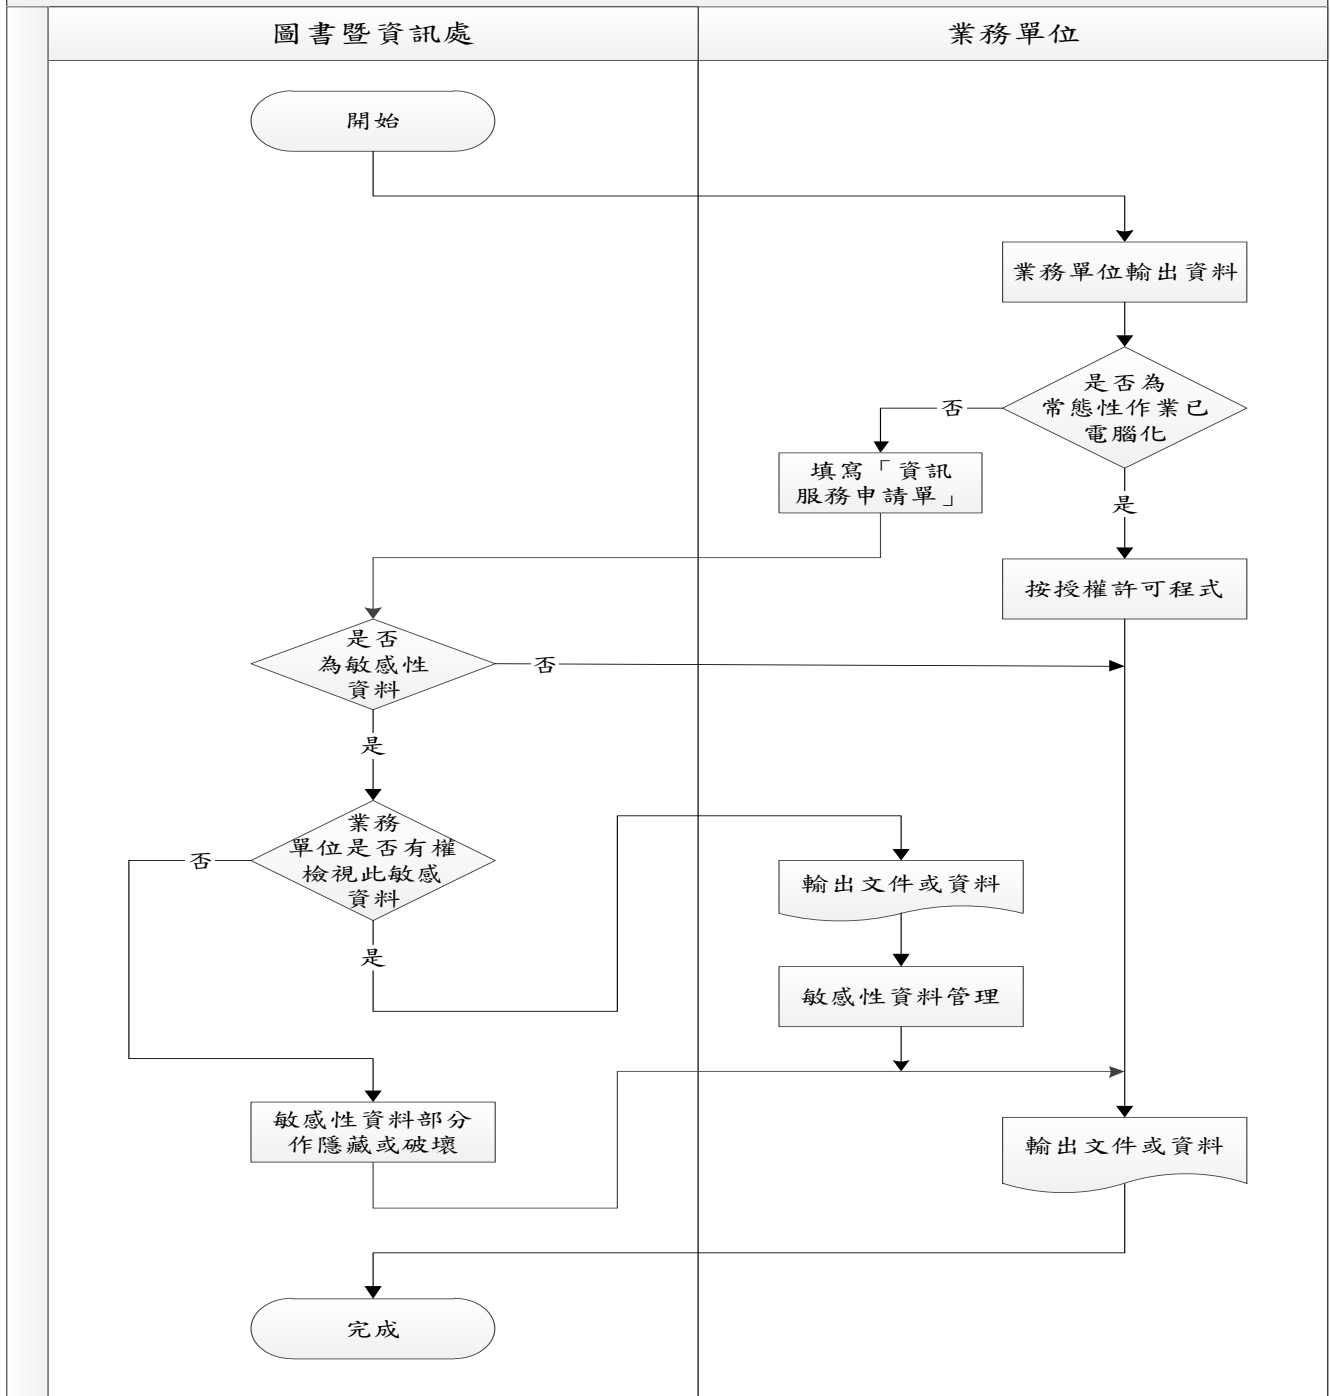 圖書暨資訊處
業務單位
開始
業務單位輸出資料
是否為
常態性作業已
電腦化
否
填寫「資訊
服務申請單」
是
按授權許可程式
是否
為敏感性
資料
否
是
業務
單位是否有權
檢視此敏感
資料
否
輸出文件或資料
是
敏感性資料管理
敏感性資料部分
作隱藏或破壞
輸出文件或資料
完成